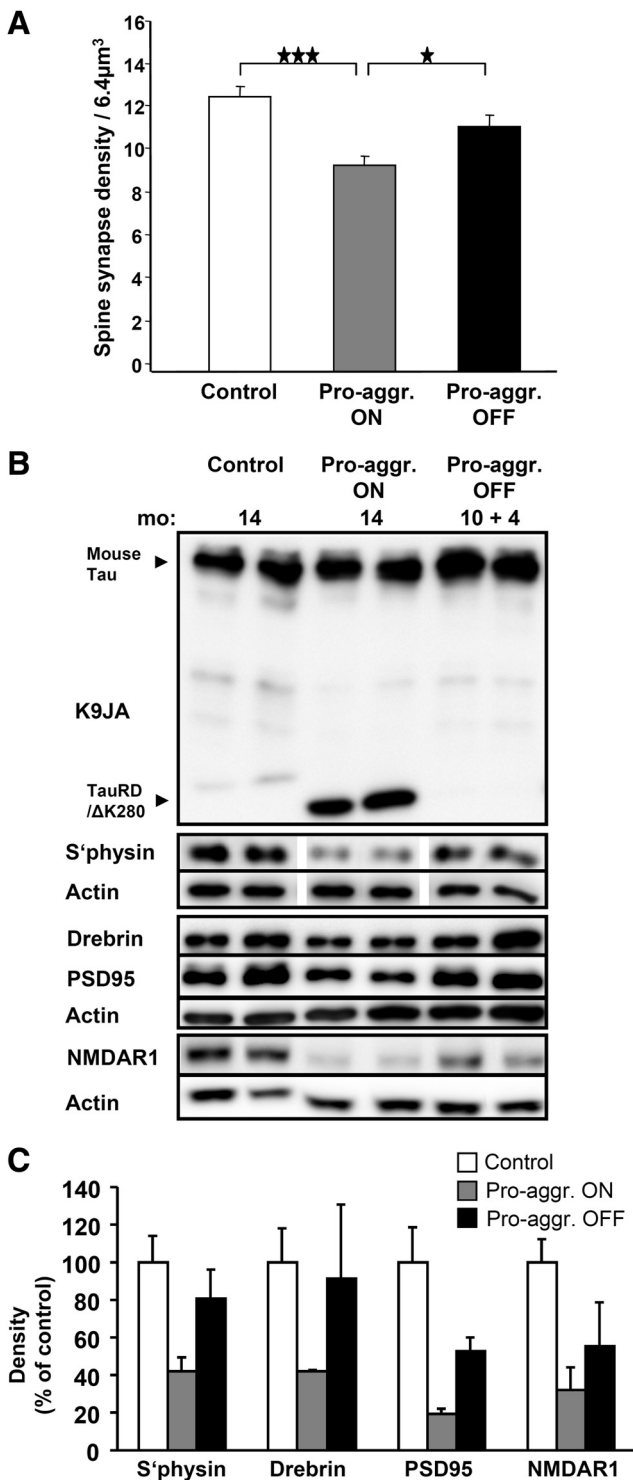 A
Spine synapse density / 6.4µm³
16
14
12
10
8
6
4
2
0
★★★
★
Control
Pro-aggr.
ON
Pro-aggr.
OFF
B
Control
Pro-aggr.
ON
Pro-aggr.
OFF
mo:
14
14
10 + 4
Mouse
Tau
K9JA
TauRD
/ΔK280
S‘physin
Actin
Drebrin
PSD95
Actin
NMDAR1
Actin
C
Control
Pro-aggr. ON
Pro-aggr. OFF
Density
(% of control)
140
120
100
80
60
40
20
0
S‘physin
Drebrin
PSD95
NMDAR1